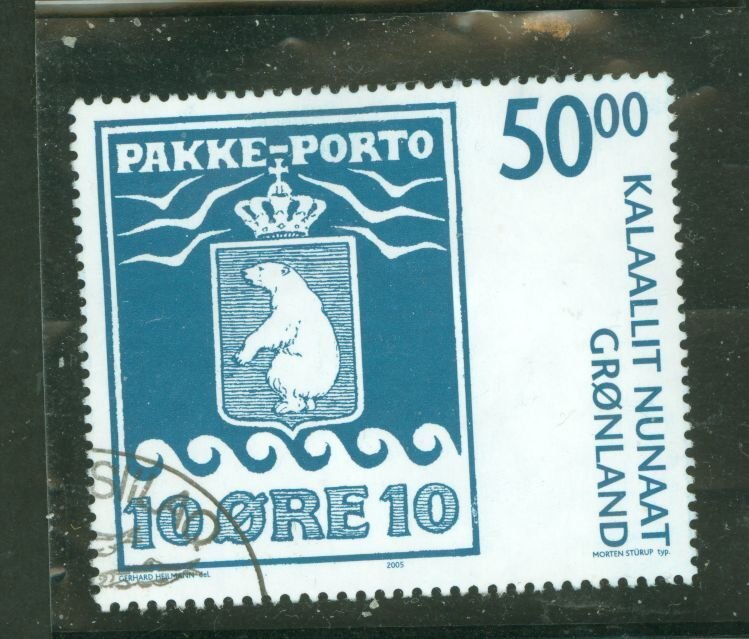 PAKKE-PORTO
10 ØRE 10
GERHARD HEILMANN del.
2005
5000
KALAALLIT NUNAAT
GRØNLAND
MORTEN STÜRUP typ.